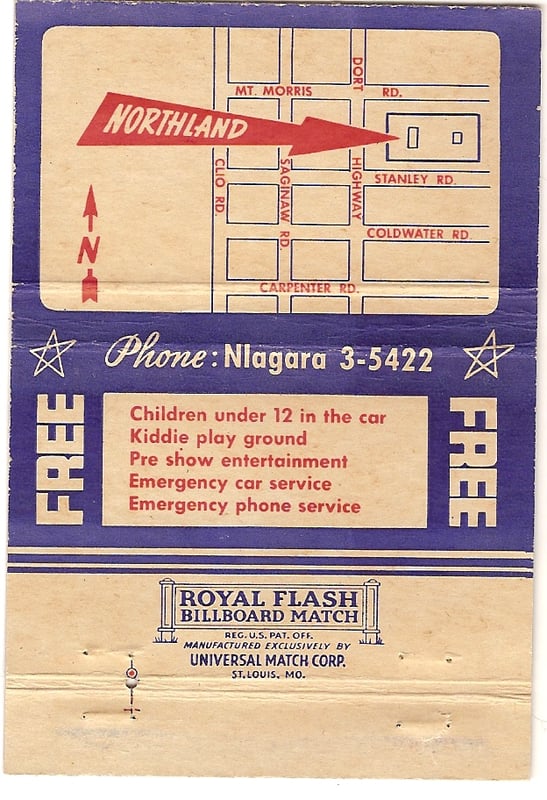 MT. MORRIS RD.
DORT HIGHWAY
NORTHLAND
STANLEY RD.
CLIO RD.
SAGINAW RD.
N
COLDWATER RD.
CARPENTER RD.
Phone: NIagara 3-5422
FREE
Children under 12 in the car
Kiddie play ground
Pre show entertainment
Emergency car service
Emergency phone service
FREE
ROYAL FLASH
BILLBOARD MATCH
REG. U.S. PAT. OFF.
MANUFACTURED EXCLUSIVELY BY
UNIVERSAL MATCH CORP.
ST. LOUIS, MO.